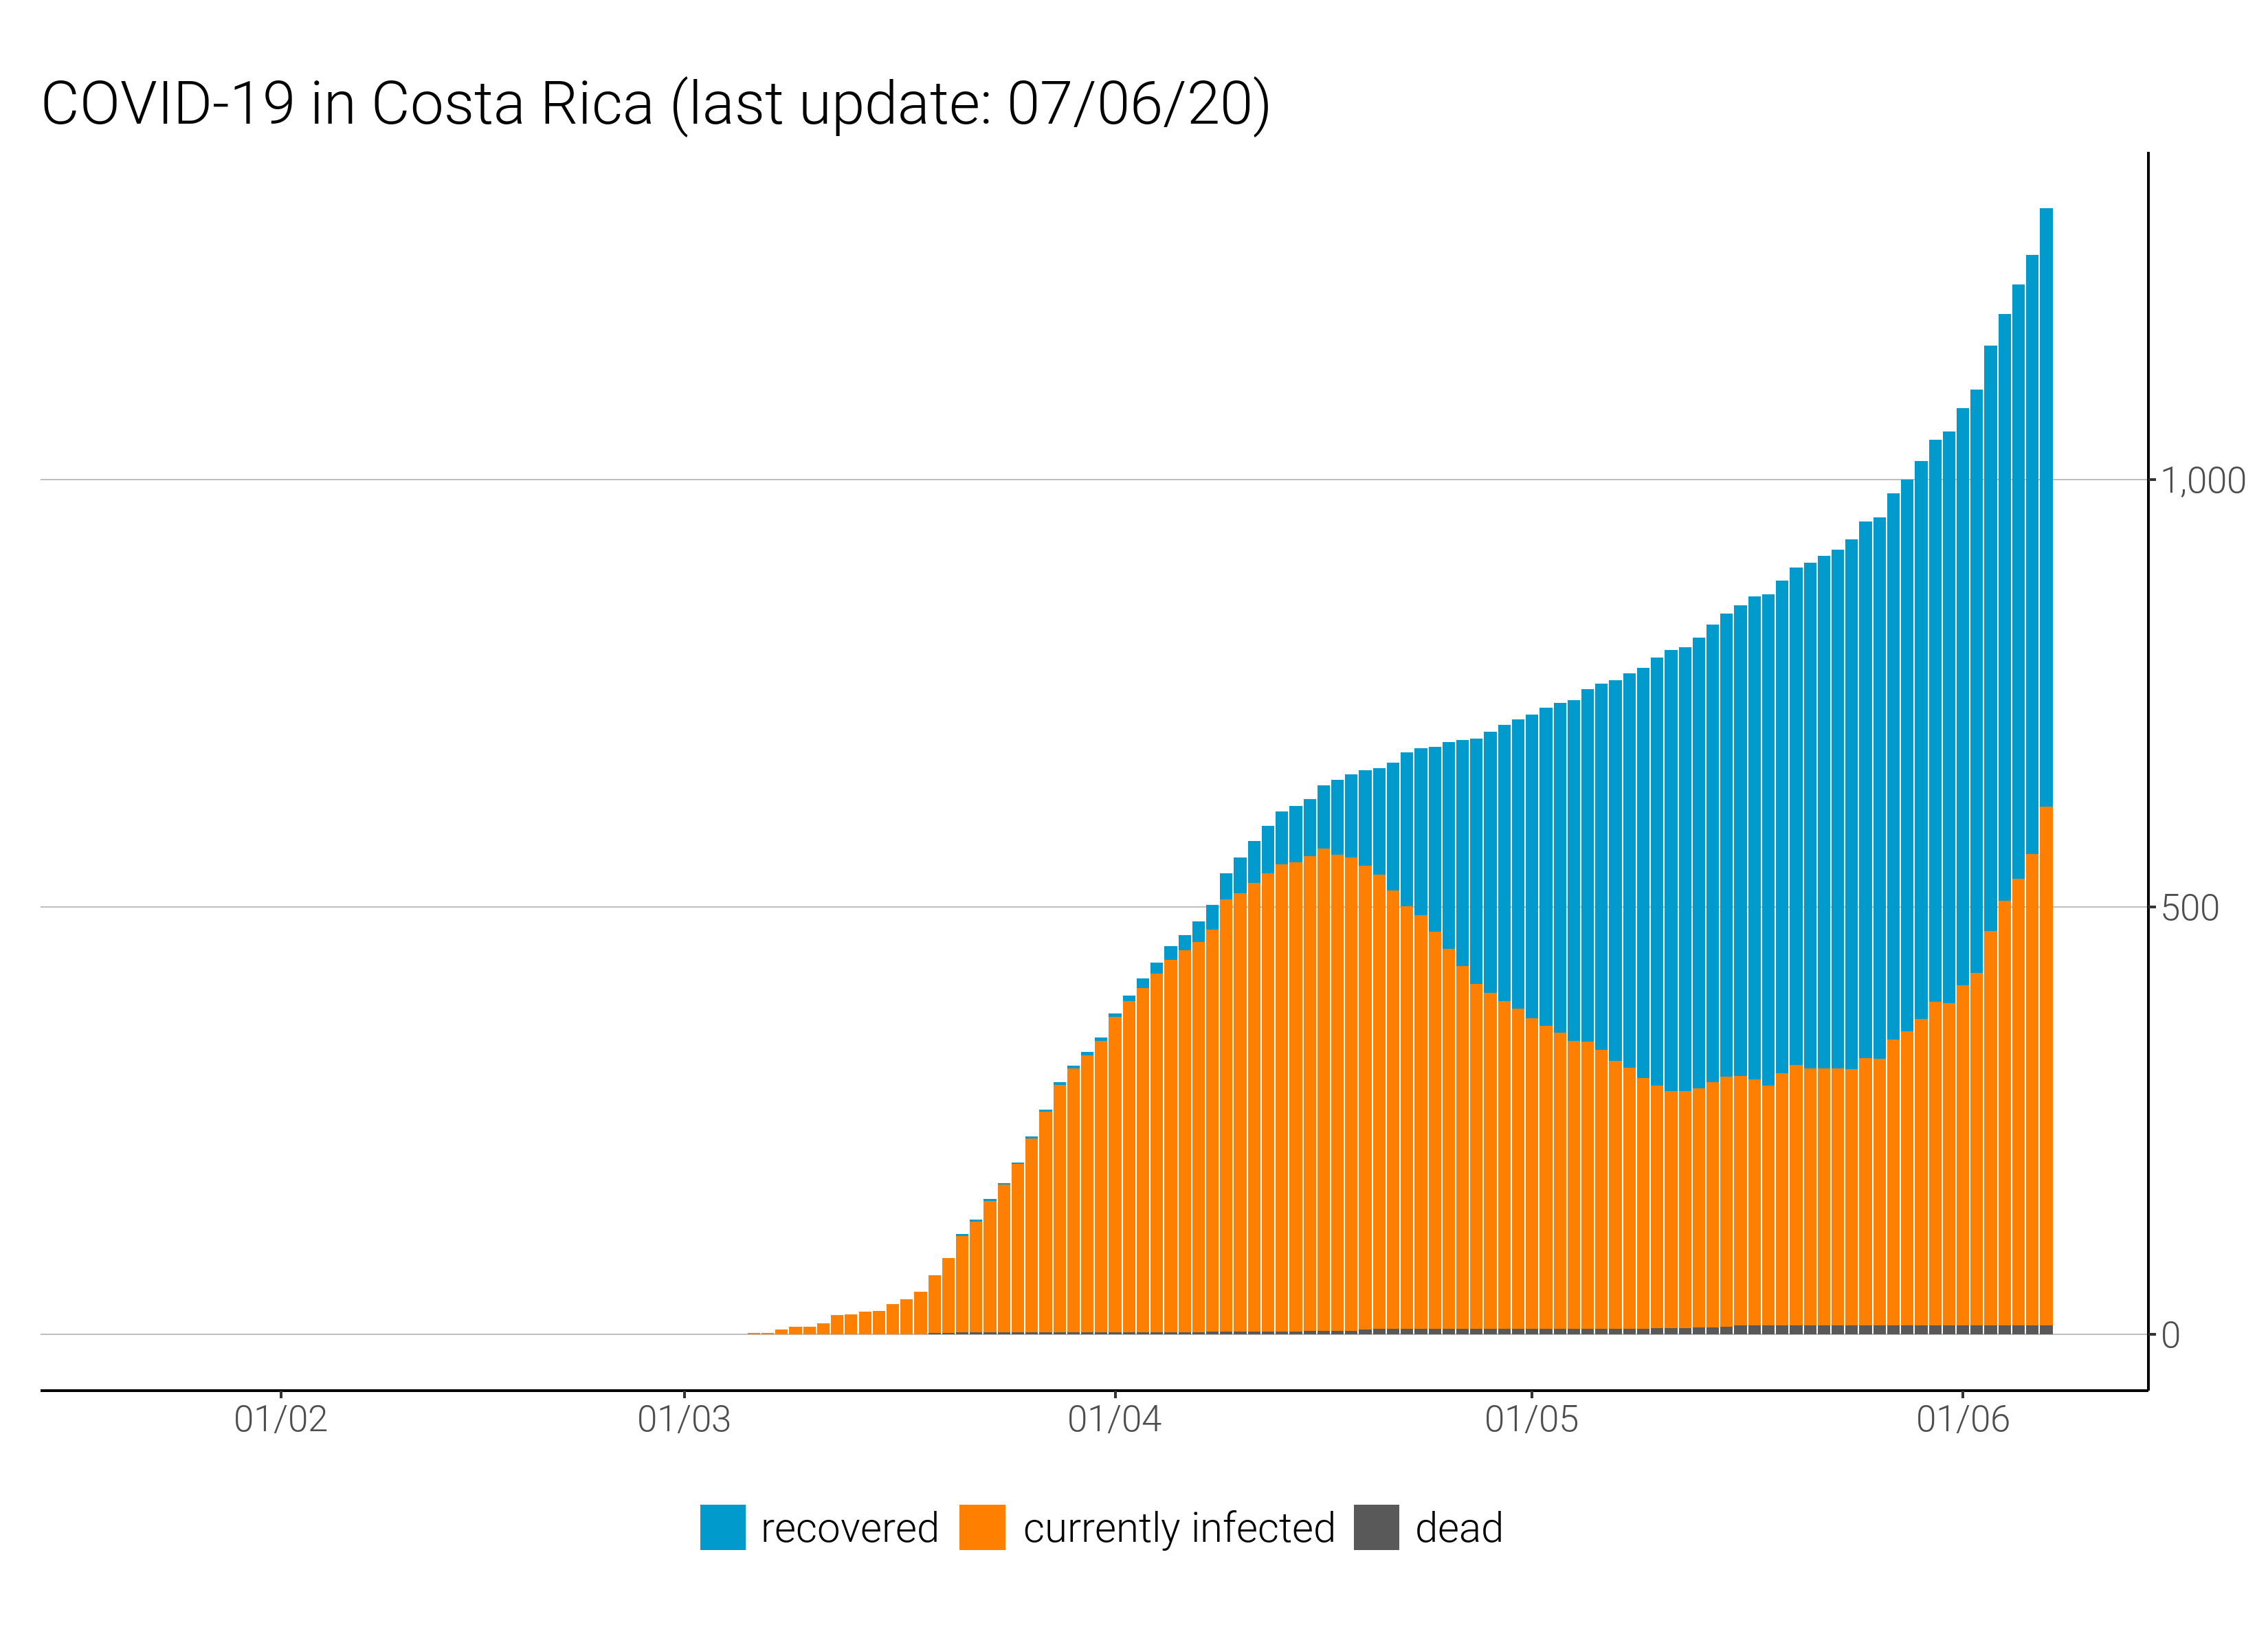 COVID-19 in Costa Rica (last update: 07/06/20)
1,000
500
0
01/02 01/03 01/04 01/05 01/06
recovered currently infected dead